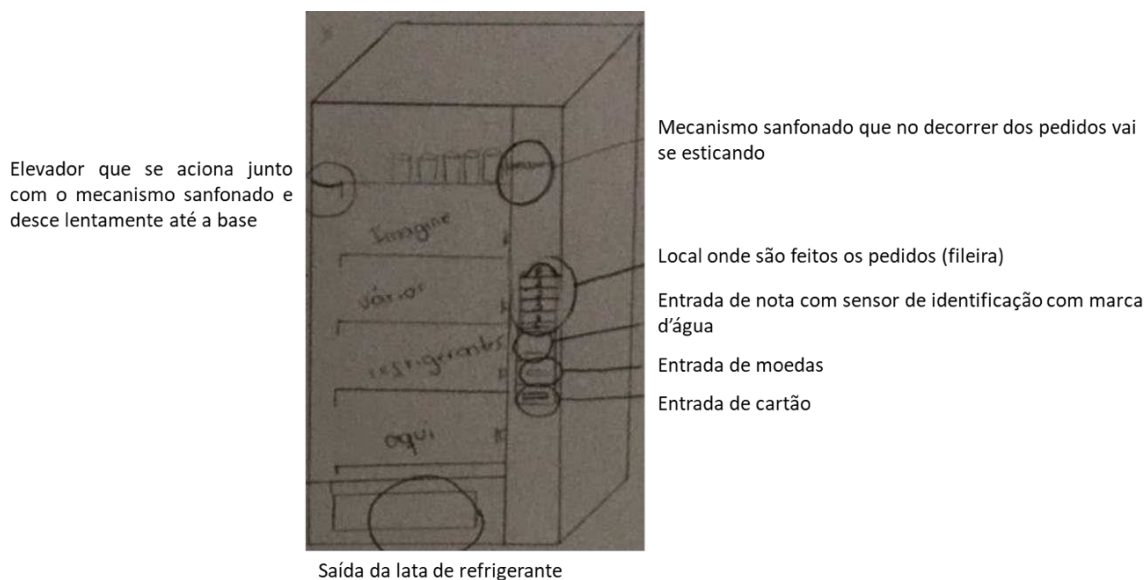 Elevador que se aciona junto
com o mecanismo sanfonado e
desce lentamente até a base
Mecanismo sanfonado que no decorrer dos pedidos vai
se esticando
Local onde são feitos os pedidos (fileira)
Entrada de nota com sensor de identificação com marca
d'água
Entrada de moedas
Entrada de cartão
Imagine
vários
refrigerantes
aqui
Saída da lata de refrigerante